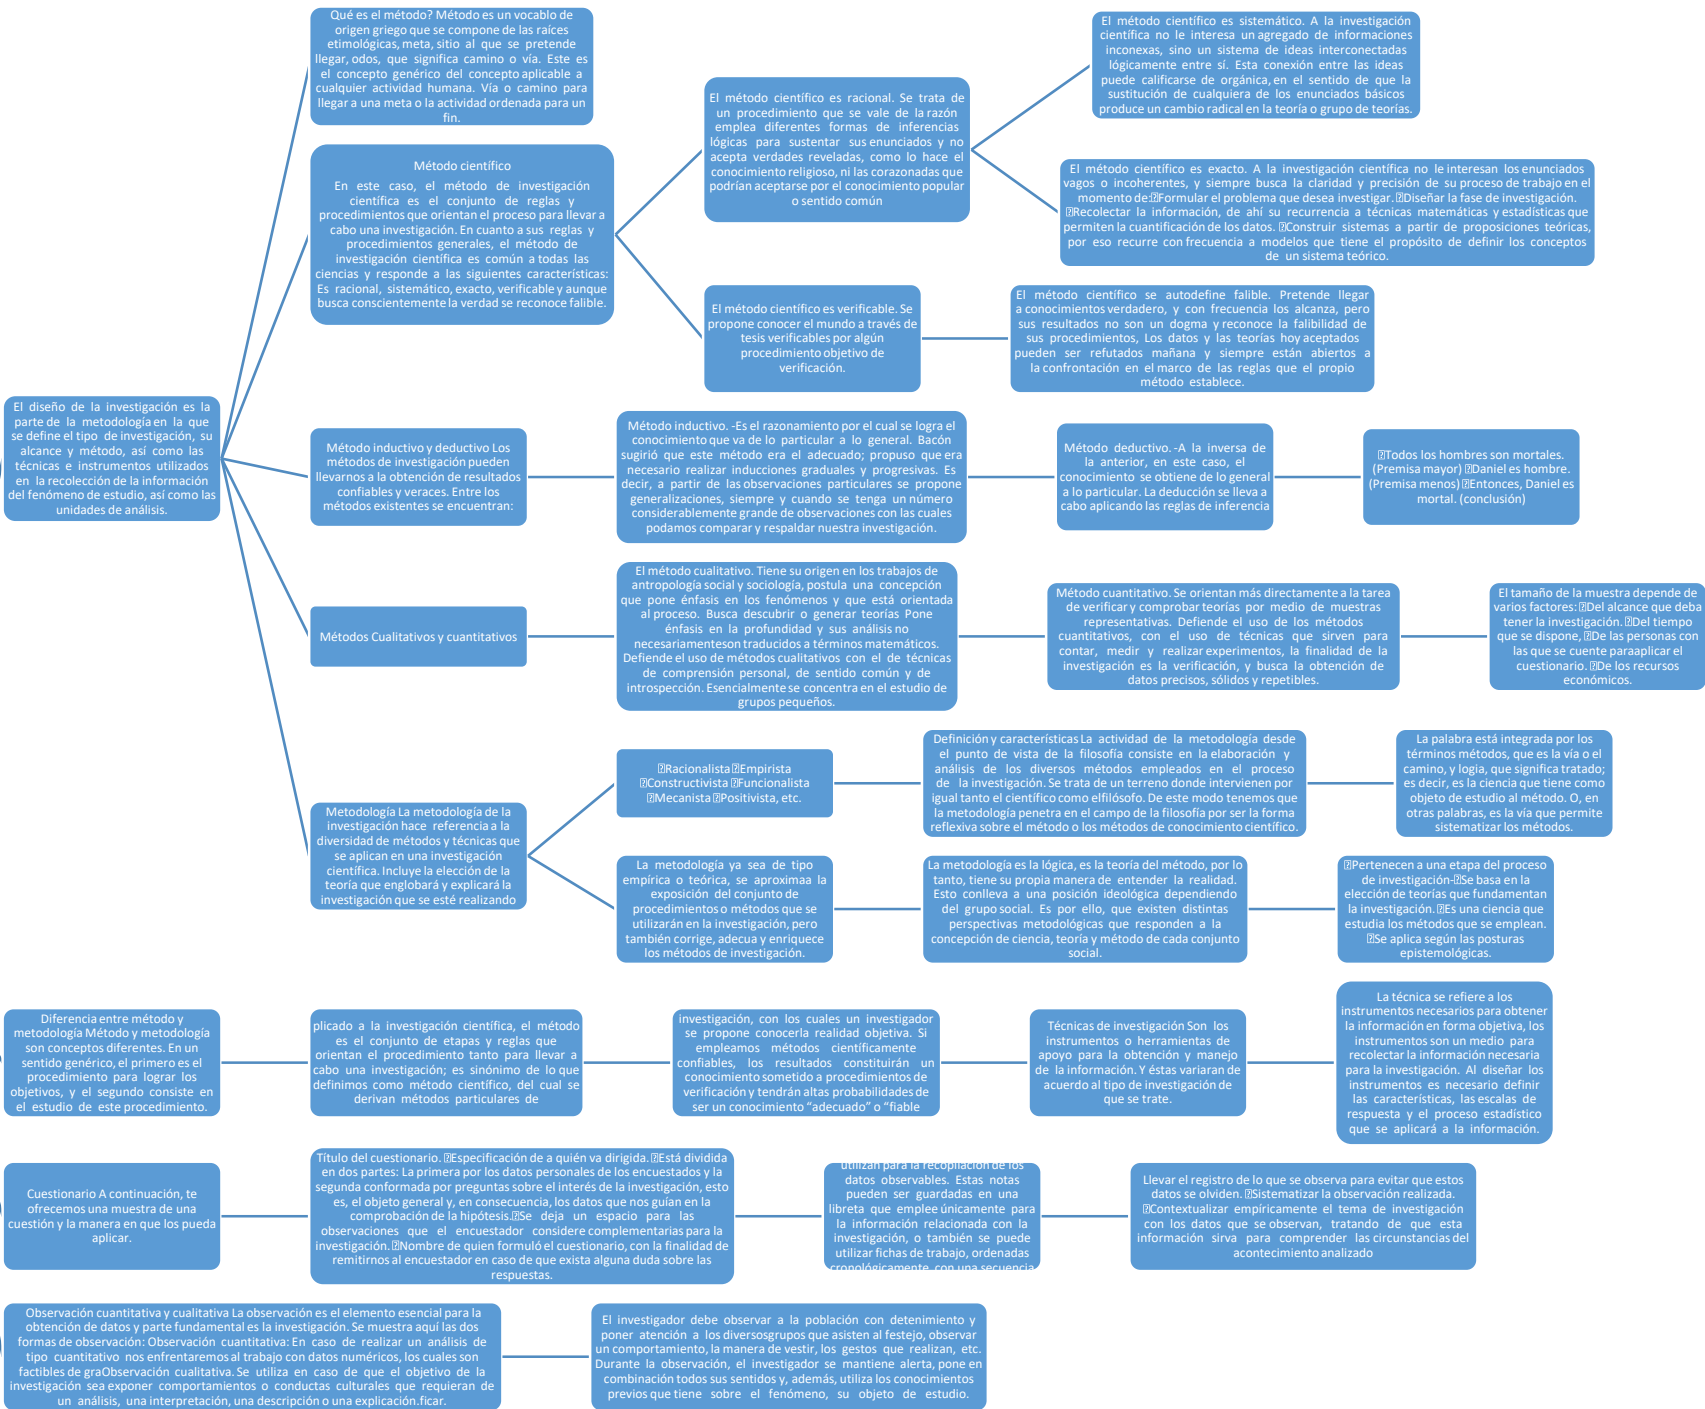 Qué es el método? Método es un vocablo de
origen griego que se compone de las raíces
etimológicas, meta, sitio al que se pretende
llegar, odos, que significa camino o vía. Este es
el concepto genérico del concepto aplicable a
cualquier actividad humana. Vía o camino para
llegar a una meta o la actividad ordenada para un
fin.
El método científico es sistemático. A la investigación
científica no le interesa un agregado de informaciones
inconexas, sino un sistema de ideas interconectadas
lógicamente entre sí. Esta conexión entre las ideas
puede calificarse de orgánica, en el sentido de que la
sustitución de cualquiera de los enunciados básicos
produce un cambio radical en la teoría o grupo de teorías.
El método científico es racional. Se trata de
un procedimiento que se vale de la razón
emplea diferentes formas de inferencias
lógicas para sustentar sus enunciados y no
acepta verdades reveladas, como lo hace el
conocimiento religioso, ni las corazonadas que
podrían aceptarse por el conocimiento popular
o sentido común
Método científico
En este caso, el método de investigación
científica es el conjunto de reglas y
procedimientos que orientan el proceso para llevar a
cabo una investigación. En cuanto a sus reglas y
procedimientos generales, el método de
investigación científica es común a todas las
ciencias y responde a las siguientes características:
Es racional, sistemático, exacto, verificable y aunque
busca conscientemente la verdad se reconoce falible.
El método científico es exacto. A la investigación científica no le interesan los enunciados
vagos o incoherentes, y siempre busca la claridad y precisión de su proceso de trabajo en el
momento de:⍰Formular el problema que desea investigar. ⍰Diseñar la fase de investigación.
⍰Recolectar la información, de ahí su recurrencia a técnicas matemáticas y estadísticas que
permiten la cuantificación de los datos. ⍰Construir sistemas a partir de proposiciones teóricas,
por eso recurre con frecuencia a modelos que tiene el propósito de definir los conceptos
de un sistema teórico.
El método científico es verificable. Se
propone conocer el mundo a través de
tesis verificables por algún
procedimiento objetivo de
verificación.
El método científico se autodefine falible. Pretende llegar
a conocimientos verdadero, y con frecuencia los alcanza, pero
sus resultados no son un dogma y reconoce la falibilidad de
sus procedimientos, Los datos y las teorías hoy aceptados
pueden ser refutados mañana y siempre están abiertos a
la confrontación en el marco de las reglas que el propio
método establece.
El diseño de la investigación es la
parte de la metodología en la que
se define el tipo de investigación, su
alcance y método, así como las
técnicas e instrumentos utilizados
en la recolección de la información
del fenómeno de estudio, así como las
unidades de análisis.
Método inductivo y deductivo Los
métodos de investigación pueden
llevarnos a la obtención de resultados
confiables y veraces. Entre los
métodos existentes se encuentran:
Método inductivo. -Es el razonamiento por el cual se logra el
conocimiento que va de lo particular a lo general. Bacón
sugirió que este método era el adecuado; propuso que era
necesario realizar inducciones graduales y progresivas. Es
decir, a partir de las observaciones particulares se propone
generalizaciones, siempre y cuando se tenga un número
considerablemente grande de observaciones con las cuales
podamos comparar y respaldar nuestra investigación.
Método deductivo. -A la inversa de
la anterior, en este caso, el
conocimiento se obtiene de lo general
a lo particular. La deducción se lleva a
cabo aplicando las reglas de inferencia
⍰Todos los hombres son mortales.
(Premisa mayor) ⍰Daniel es hombre.
(Premisa menos) ⍰Entonces, Daniel es
mortal. (conclusión)
Métodos Cualitativos y cuantitativos
El método cualitativo. Tiene su origen en los trabajos de
antropología social y sociología, postula una concepción
que pone énfasis en los fenómenos y que está orientada
al proceso. Busca descubrir o generar teorías Pone
énfasis en la profundidad y sus análisis no
necesariamenteson traducidos a términos matemáticos.
Defiende el uso de métodos cualitativos con el de técnicas
de comprensión personal, de sentido común y de
introspección. Esencialmente se concentra en el estudio de
grupos pequeños.
Método cuantitativo. Se orientan más directamente a la tarea
de verificar y comprobar teorías por medio de muestras
representativas. Defiende el uso de los métodos
cuantitativos, con el uso de técnicas que sirven para
contar, medir y realizar experimentos, la finalidad de la
investigación es la verificación, y busca la obtención de
datos precisos, sólidos y repetibles.
El tamaño de la muestra depende de
varios factores: ⍰Del alcance que deba
tener la investigación. ⍰Del tiempo
que se dispone, ⍰De las personas con
las que se cuente paraaplicar el
cuestionario. ⍰De los recursos
económicos.
Metodología La metodología de la
investigación hace referencia a la
diversidad de métodos y técnicas que
se aplican en una investigación
científica. Incluye la elección de la
teoría que englobará y explicará la
investigación que se esté realizando
⍰Racionalista ⍰Empirista
⍰Constructivista ⍰Funcionalista
⍰Mecanista ⍰Positivista, etc.
Definición y características La actividad de la metodología desde
el punto de vista de la filosofía consiste en la elaboración y
análisis de los diversos métodos empleados en el proceso
de la investigación. Se trata de un terreno donde intervienen por
igual tanto el científico como elfilósofo. De este modo tenemos que
la metodología penetra en el campo de la filosofía por ser la forma
reflexiva sobre el método o los métodos de conocimiento científico.
La palabra está integrada por los
términos métodos, que es la vía o el
camino, y logia, que significa tratado;
es decir, es la ciencia que tiene como
objeto de estudio al método. O, en
otras palabras, es la vía que permite
sistematizar los métodos.
La metodología ya sea de tipo
empírica o teórica, se aproximaa la
exposición del conjunto de
procedimientos o métodos que se
utilizarán en la investigación, pero
también corrige, adecua y enriquece
los métodos de investigación.
La metodología es la lógica, es la teoría del método, por lo
tanto, tiene su propia manera de entender la realidad.
Esto conlleva a una posición ideológica dependiendo
del grupo social. Es por ello, que existen distintas
perspectivas metodológicas que responden a la
concepción de ciencia, teoría y método de cada conjunto
social.
⍰Pertenecen a una etapa del proceso
de investigación-⍰Se basa en la
elección de teorías que fundamentan
la investigación. ⍰Es una ciencia que
estudia los métodos que se emplean.
⍰Se aplica según las posturas
epistemológicas.
Diferencia entre método y
metodología Método y metodología
son conceptos diferentes. En un
sentido genérico, el primero es el
procedimiento para lograr los
objetivos, y el segundo consiste en
el estudio de este procedimiento.
plicado a la investigación científica, el método
es el conjunto de etapas y reglas que
orientan el procedimiento tanto para llevar a
cabo una investigación; es sinónimo de lo que
definimos como método científico, del cual se
derivan métodos particulares de
investigación, con los cuales un investigador
se propone conocerla realidad objetiva. Si
empleamos métodos científicamente
confiables, los resultados constituirán un
conocimiento sometido a procedimientos de
verificación y tendrán altas probabilidades de
ser un conocimiento “adecuado” o “fiable
Técnicas de investigación Son los
instrumentos o herramientas de
apoyo para la obtención y manejo
de la información. Y éstas variaran de
acuerdo al tipo de investigación de
que se trate.
La técnica se refiere a los
instrumentos necesarios para obtener
la información en forma objetiva, los
instrumentos son un medio para
recolectar la información necesaria
para la investigación. Al diseñar los
instrumentos es necesario definir
las características, las escalas de
respuesta y el proceso estadístico
que se aplicará a la información.
Cuestionario A continuación, te
ofrecemos una muestra de una
cuestión y la manera en que los pueda
aplicar.
Título del cuestionario. ⍰Especificación de a quién va dirigida. ⍰Está dividida
en dos partes: La primera por los datos personales de los encuestados y la
segunda conformada por preguntas sobre el interés de la investigación, esto
es, el objeto general y, en consecuencia, los datos que nos guían en la
comprobación de la hipótesis.⍰Se deja un espacio para las
observaciones que el encuestador considere complementarias para la
investigación. ⍰Nombre de quien formuló el cuestionario, con la finalidad de
remitirnos al encuestador en caso de que exista alguna duda sobre las
respuestas.
utilizan para la recopilación de los
datos observables. Estas notas
pueden ser guardadas en una
libreta que emplee únicamente para
la información relacionada con la
investigación, o también se puede
utilizar fichas de trabajo, ordenadas
cronológicamente, con una secuencia
Llevar el registro de lo que se observa para evitar que estos
datos se olviden. ⍰Sistematizar la observación realizada.
⍰Contextualizar empíricamente el tema de investigación
con los datos que se observan, tratando de que esta
información sirva para comprender las circunstancias del
acontecimiento analizado
Observación cuantitativa y cualitativa La observación es el elemento esencial para la
obtención de datos y parte fundamental es la investigación. Se muestra aquí las dos
formas de observación: Observación cuantitativa: En caso de realizar un análisis de
tipo cuantitativo nos enfrentaremos al trabajo con datos numéricos, los cuales son
factibles de graObservación cualitativa. Se utiliza en caso de que el objetivo de la
investigación sea exponer comportamientos o conductas culturales que requieran de
un análisis, una interpretación, una descripción o una explicación.ficar.
El investigador debe observar a la población con detenimiento y
poner atención a los diversosgrupos que asisten al festejo, observar
un comportamiento, la manera de vestir, los gestos que realizan, etc.
Durante la observación, el investigador se mantiene alerta, pone en
combinación todos sus sentidos y, además, utiliza los conocimientos
previos que tiene sobre el fenómeno, su objeto de estudio.